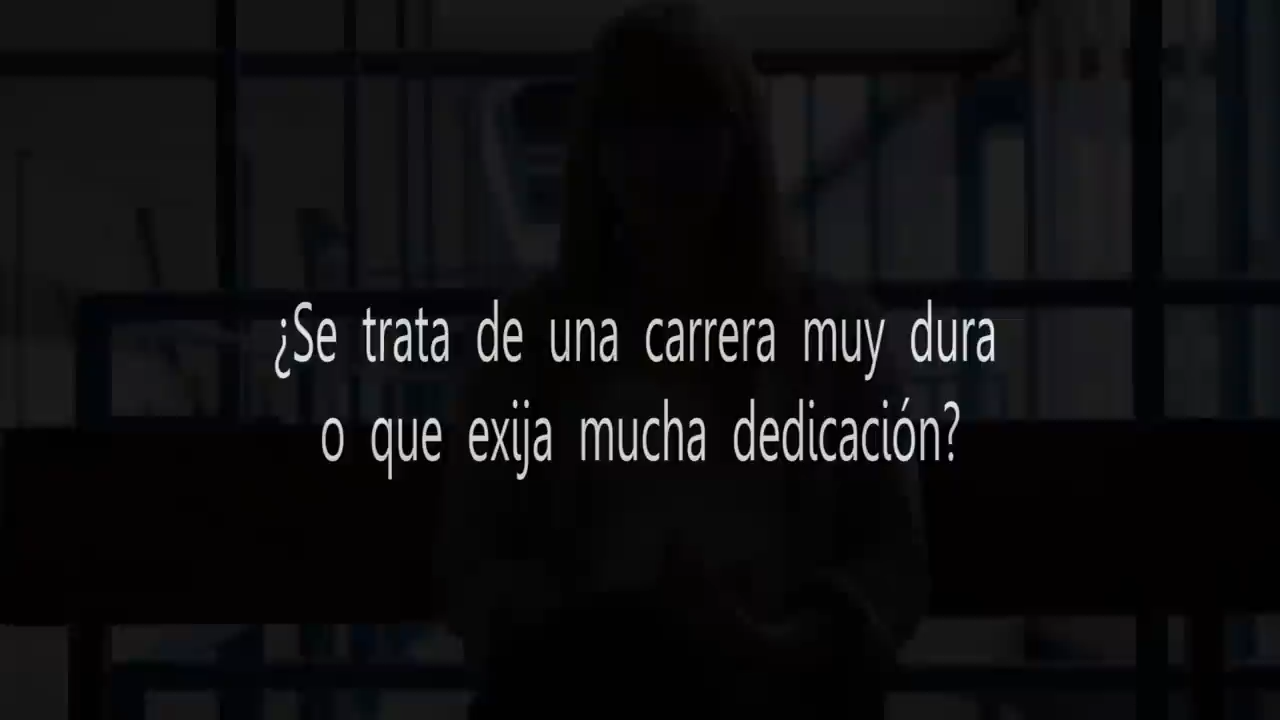 ¿Se trata de una carrera muy dura
o que exija mucha dedicación?